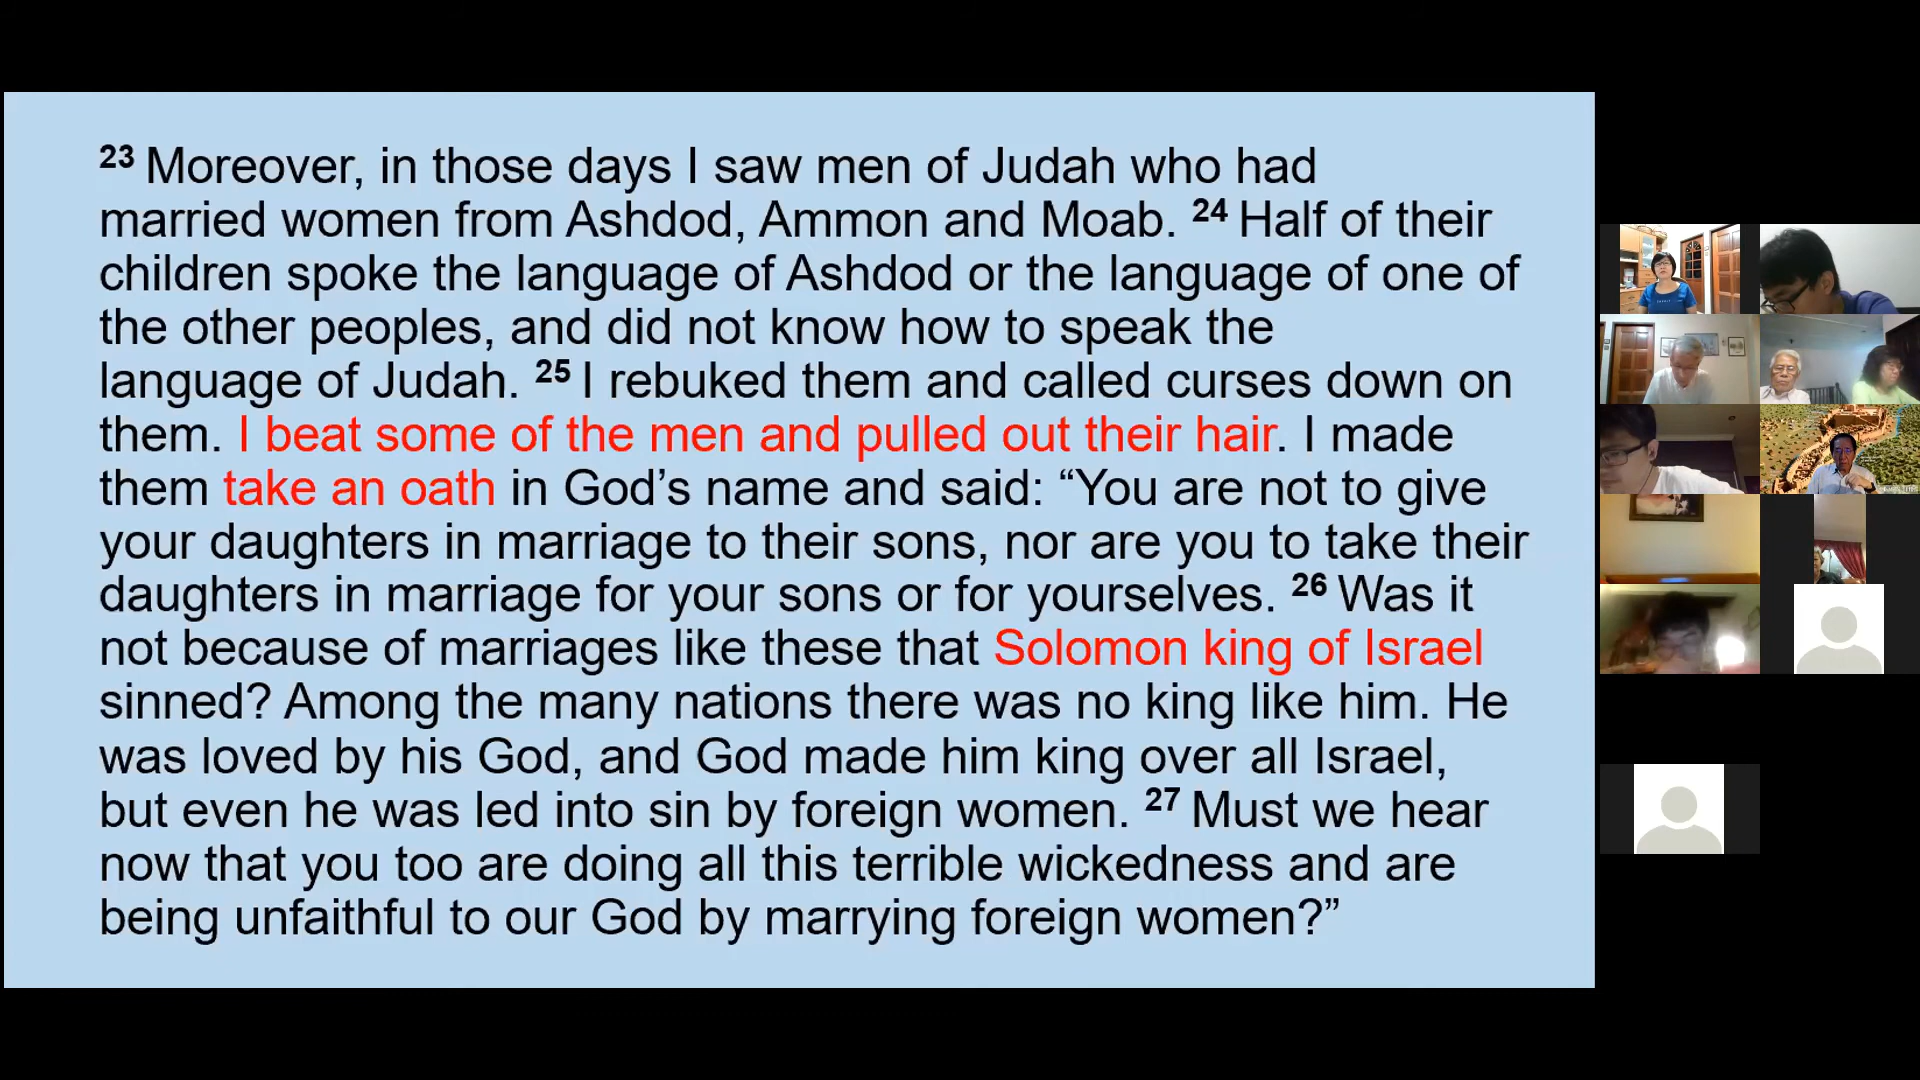 23 Moreover, in those days I saw men of Judah who had
married women from Ashdod, Ammon and Moab. 24 Half of their
children spoke the language of Ashdod or the language of one of
the other peoples, and did not know how to speak the
language of Judah. 25 I rebuked them and called curses down on
them. I beat some of the men and pulled out their hair. I made
them take an oath in God’s name and said: “You are not to give
your daughters in marriage to their sons, nor are you to take their
daughters in marriage for your sons or for yourselves. 26 Was it
not because of marriages like these that Solomon king of Israel
sinned? Among the many nations there was no king like him. He
was loved by his God, and God made him king over all Israel,
but even he was led into sin by foreign women. 27 Must we hear
now that you too are doing all this terrible wickedness and are
being unfaithful to our God by marrying foreign women?”